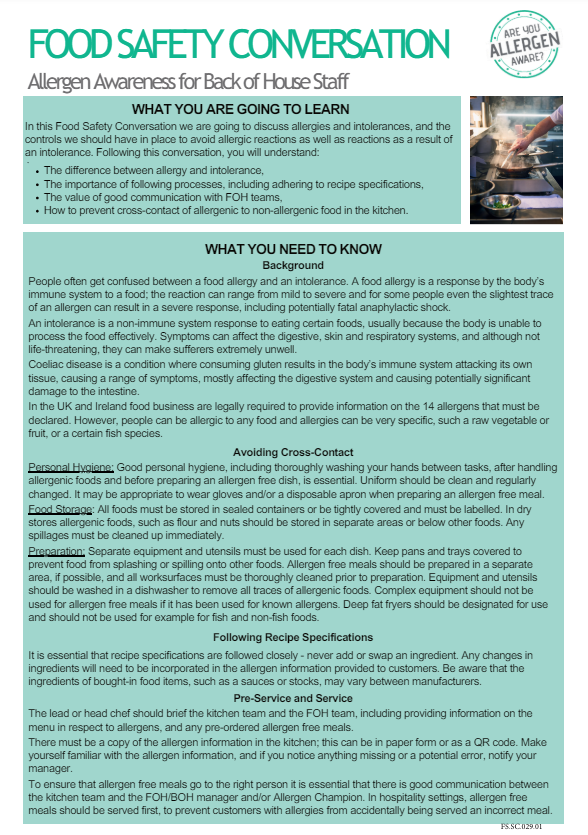 FOOD SAFETY CONVERSATION
ARE YOU
ALLERGEN
AWARE?
Allergen Awareness for Back of House Staff
WHAT YOU ARE GOING TO LEARN
In this Food Safety Conversation we are going to discuss allergies and intolerances, and the
controls we should have in place to avoid allergic reactions as well as reactions as a result of
an intolerance. Following this conversation, you will understand:
• The difference between allergy and intolerance,
• The importance of following processes, including adhering to recipe specifications,
• The value of good communication with FOH teams,
• How to prevent cross-contact of allergenic to non-allergenic food in the kitchen.
WHAT YOU NEED TO KNOW
Background
People often get confused between a food allergy and an intolerance. A food allergy is a response by the body's
immune system to a food; the reaction can range from mild to severe and for some people even the slightest trace
of an allergen can result in a severe response, including potentially fatal anaphylactic shock.
An intolerance is a non-immune system response to eating certain foods, usually because the body is unable to
process the food effectively. Symptoms can affect the digestive, skin and respiratory systems, and although not
life-threatening, they can make sufferers extremely unwell.
Coeliac disease is a condition where consuming gluten results in the body's immune system attacking its own
tissue, causing a range of symptoms, mostly affecting the digestive system and causing potentially significant
damage to the intestine.
In the UK and Ireland food business are legally required to provide information on the 14 allergens that must be
declared. However, people can be allergic to any food and allergies can be very specific, such a raw vegetable or
fruit, or a certain fish species.
Avoiding Cross-Contact
Personal Hygiene: Good personal hygiene, including thoroughly washing your hands between tasks, after handling
allergenic foods and before preparing an allergen free dish, is essential. Uniform should be clean and regularly
changed. It may be appropriate to wear gloves and/or a disposable apron when preparing an allergen free meal.
Food Storage: All foods must be stored in sealed containers or be tightly covered and must be labelled. In dry
stores allergenic foods, such as flour and nuts should be stored in separate areas or below other foods. Any
spillages must be cleaned up immediately.
Preparation: Separate equipment and utensils must be used for each dish. Keep pans and trays covered to
prevent food from splashing or spilling onto other foods. Allergen free meals should be prepared in a separate
area, if possible, and all worksurfaces must be thoroughly cleaned prior to preparation. Equipment and utensils
should be washed in a dishwasher to remove all traces of allergenic foods. Complex equipment should not be
used for allergen free meals if it has been used for known allergens. Deep fat fryers should be designated for use
and should not be used for example for fish and non-fish foods.
Following Recipe Specifications
It is essential that recipe specifications are followed closely - never add or swap an ingredient. Any changes in
ingredients will need to be incorporated in the allergen information provided to customers. Be aware that the
ingredients of bought-in food items, such as a sauces or stocks, may vary between manufacturers.
Pre-Service and Service
The lead or head chef should brief the kitchen team and the FOH team, including providing information on the
menu in respect to allergens, and any pre-ordered allergen free meals.
There must be a copy of the allergen information in the kitchen; this can be in paper form or as a QR code. Make
yourself familiar with the allergen information, and if you notice anything missing or a potential error, notify your
manager.
To ensure that allergen free meals go to the right person it is essential that there is good communication between
the kitchen team and the FOH/BOH manager and/or Allergen Champion. In hospitality settings, allergen free
meals should be served first, to prevent customers with allergies from accidentally being served an incorrect meal.
FS.SC.029.01